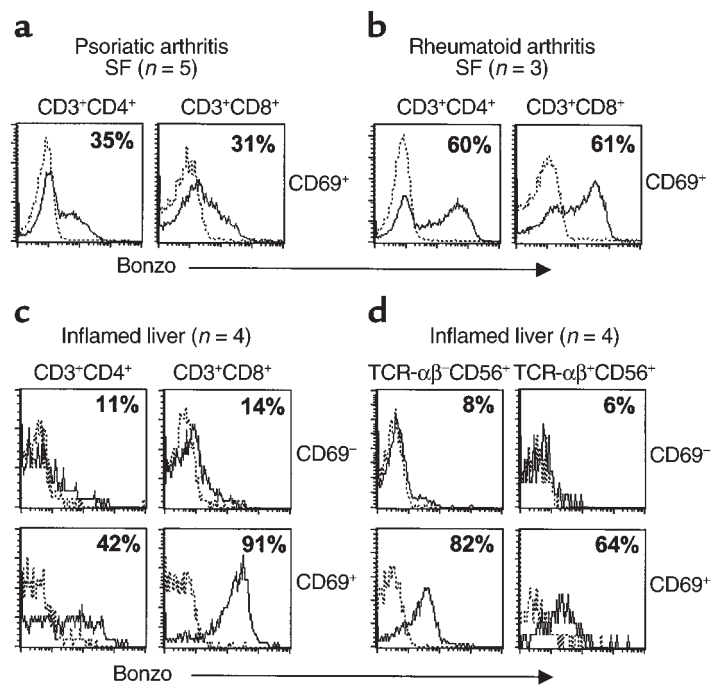 a
Psoriatic arthritis
SF (n = 5)
CD3⁺CD4⁺ CD3⁺CD8⁺
35% 31%
CD69⁺
b
Rheumatoid arthritis
SF (n = 3)
CD3⁺CD4⁺ CD3⁺CD8⁺
60% 61%
CD69⁺
Bonzo
c
Inflamed liver (n = 4)
CD3⁺CD4⁺ CD3⁺CD8⁺
11% 14%
CD69⁻
42% 91%
CD69⁺
d
Inflamed liver (n = 4)
TCR-αβ⁻CD56⁺ TCR-αβ⁺CD56⁺
8% 6%
CD69⁻
82% 64%
CD69⁺
Bonzo